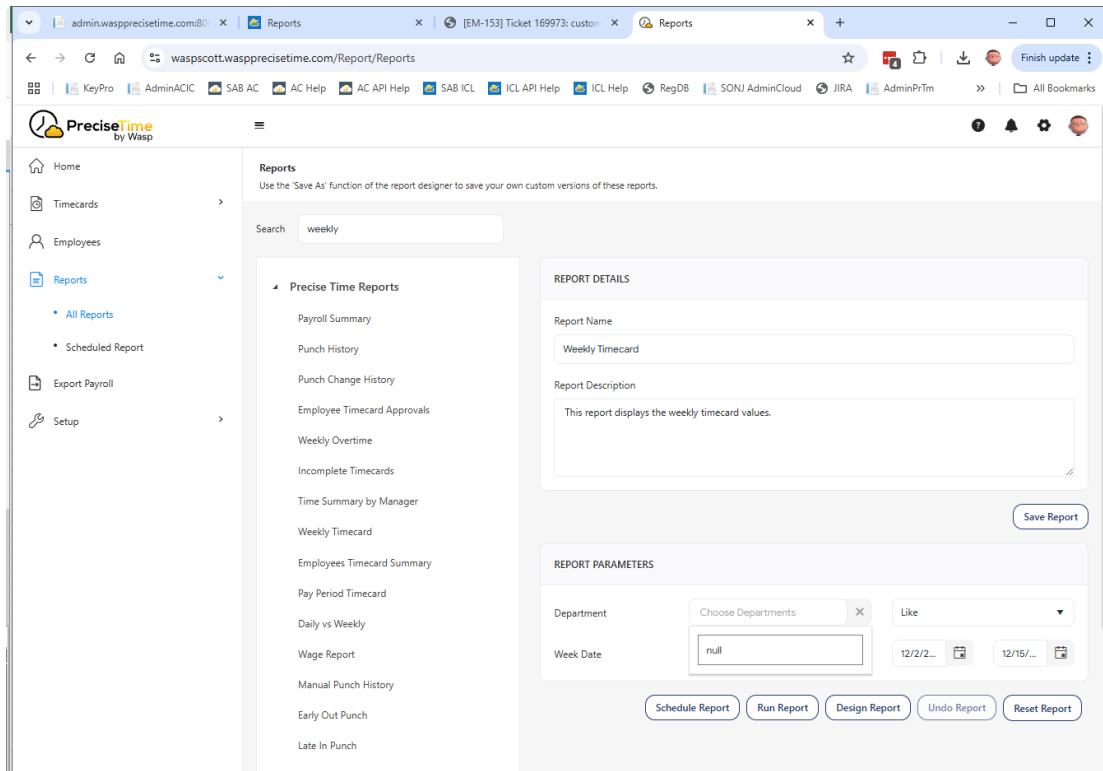 admin.waspprecisetime.com:80
Reports
[EM-153] Ticket 169973: custom
Reports
waspscott.waspprecisetime.com/Report/Reports
4
Finish update
KeyPro
AdminACIC
SAB AC
AC Help
AC API Help
SAB ICL
ICL API Help
ICL Help
RegDB
SONJ AdminCloud
JIRA
AdminPrTm
»
All Bookmarks
PreciseTime
by Wasp
Home
Timecards
Employees
Reports
All Reports
Scheduled Report
Export Payroll
Setup
Reports
Use the 'Save As' function of the report designer to save your own custom versions of these reports.
Search
weekly
Precise Time Reports
Payroll Summary
Punch History
Punch Change History
Employee Timecard Approvals
Weekly Overtime
Incomplete Timecards
Time Summary by Manager
Weekly Timecard
Employees Timecard Summary
Pay Period Timecard
Daily vs Weekly
Wage Report
Manual Punch History
Early Out Punch
Late In Punch
REPORT DETAILS
Report Name
Weekly Timecard
Report Description
This report displays the weekly timecard values.
Save Report
REPORT PARAMETERS
Department
Choose Departments
Like
null
Week Date
12/2/2...
12/15/...
Schedule Report
Run Report
Design Report
Undo Report
Reset Report